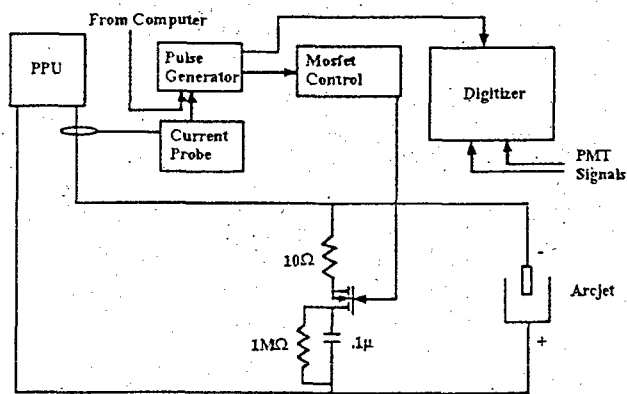 From Computer
PPU
Pulse
Generator
Mosfet
Control
Digitizer
Current
Probe
PMT
Signals
10Ω
1MΩ
.1μ
-
Arcjet
+